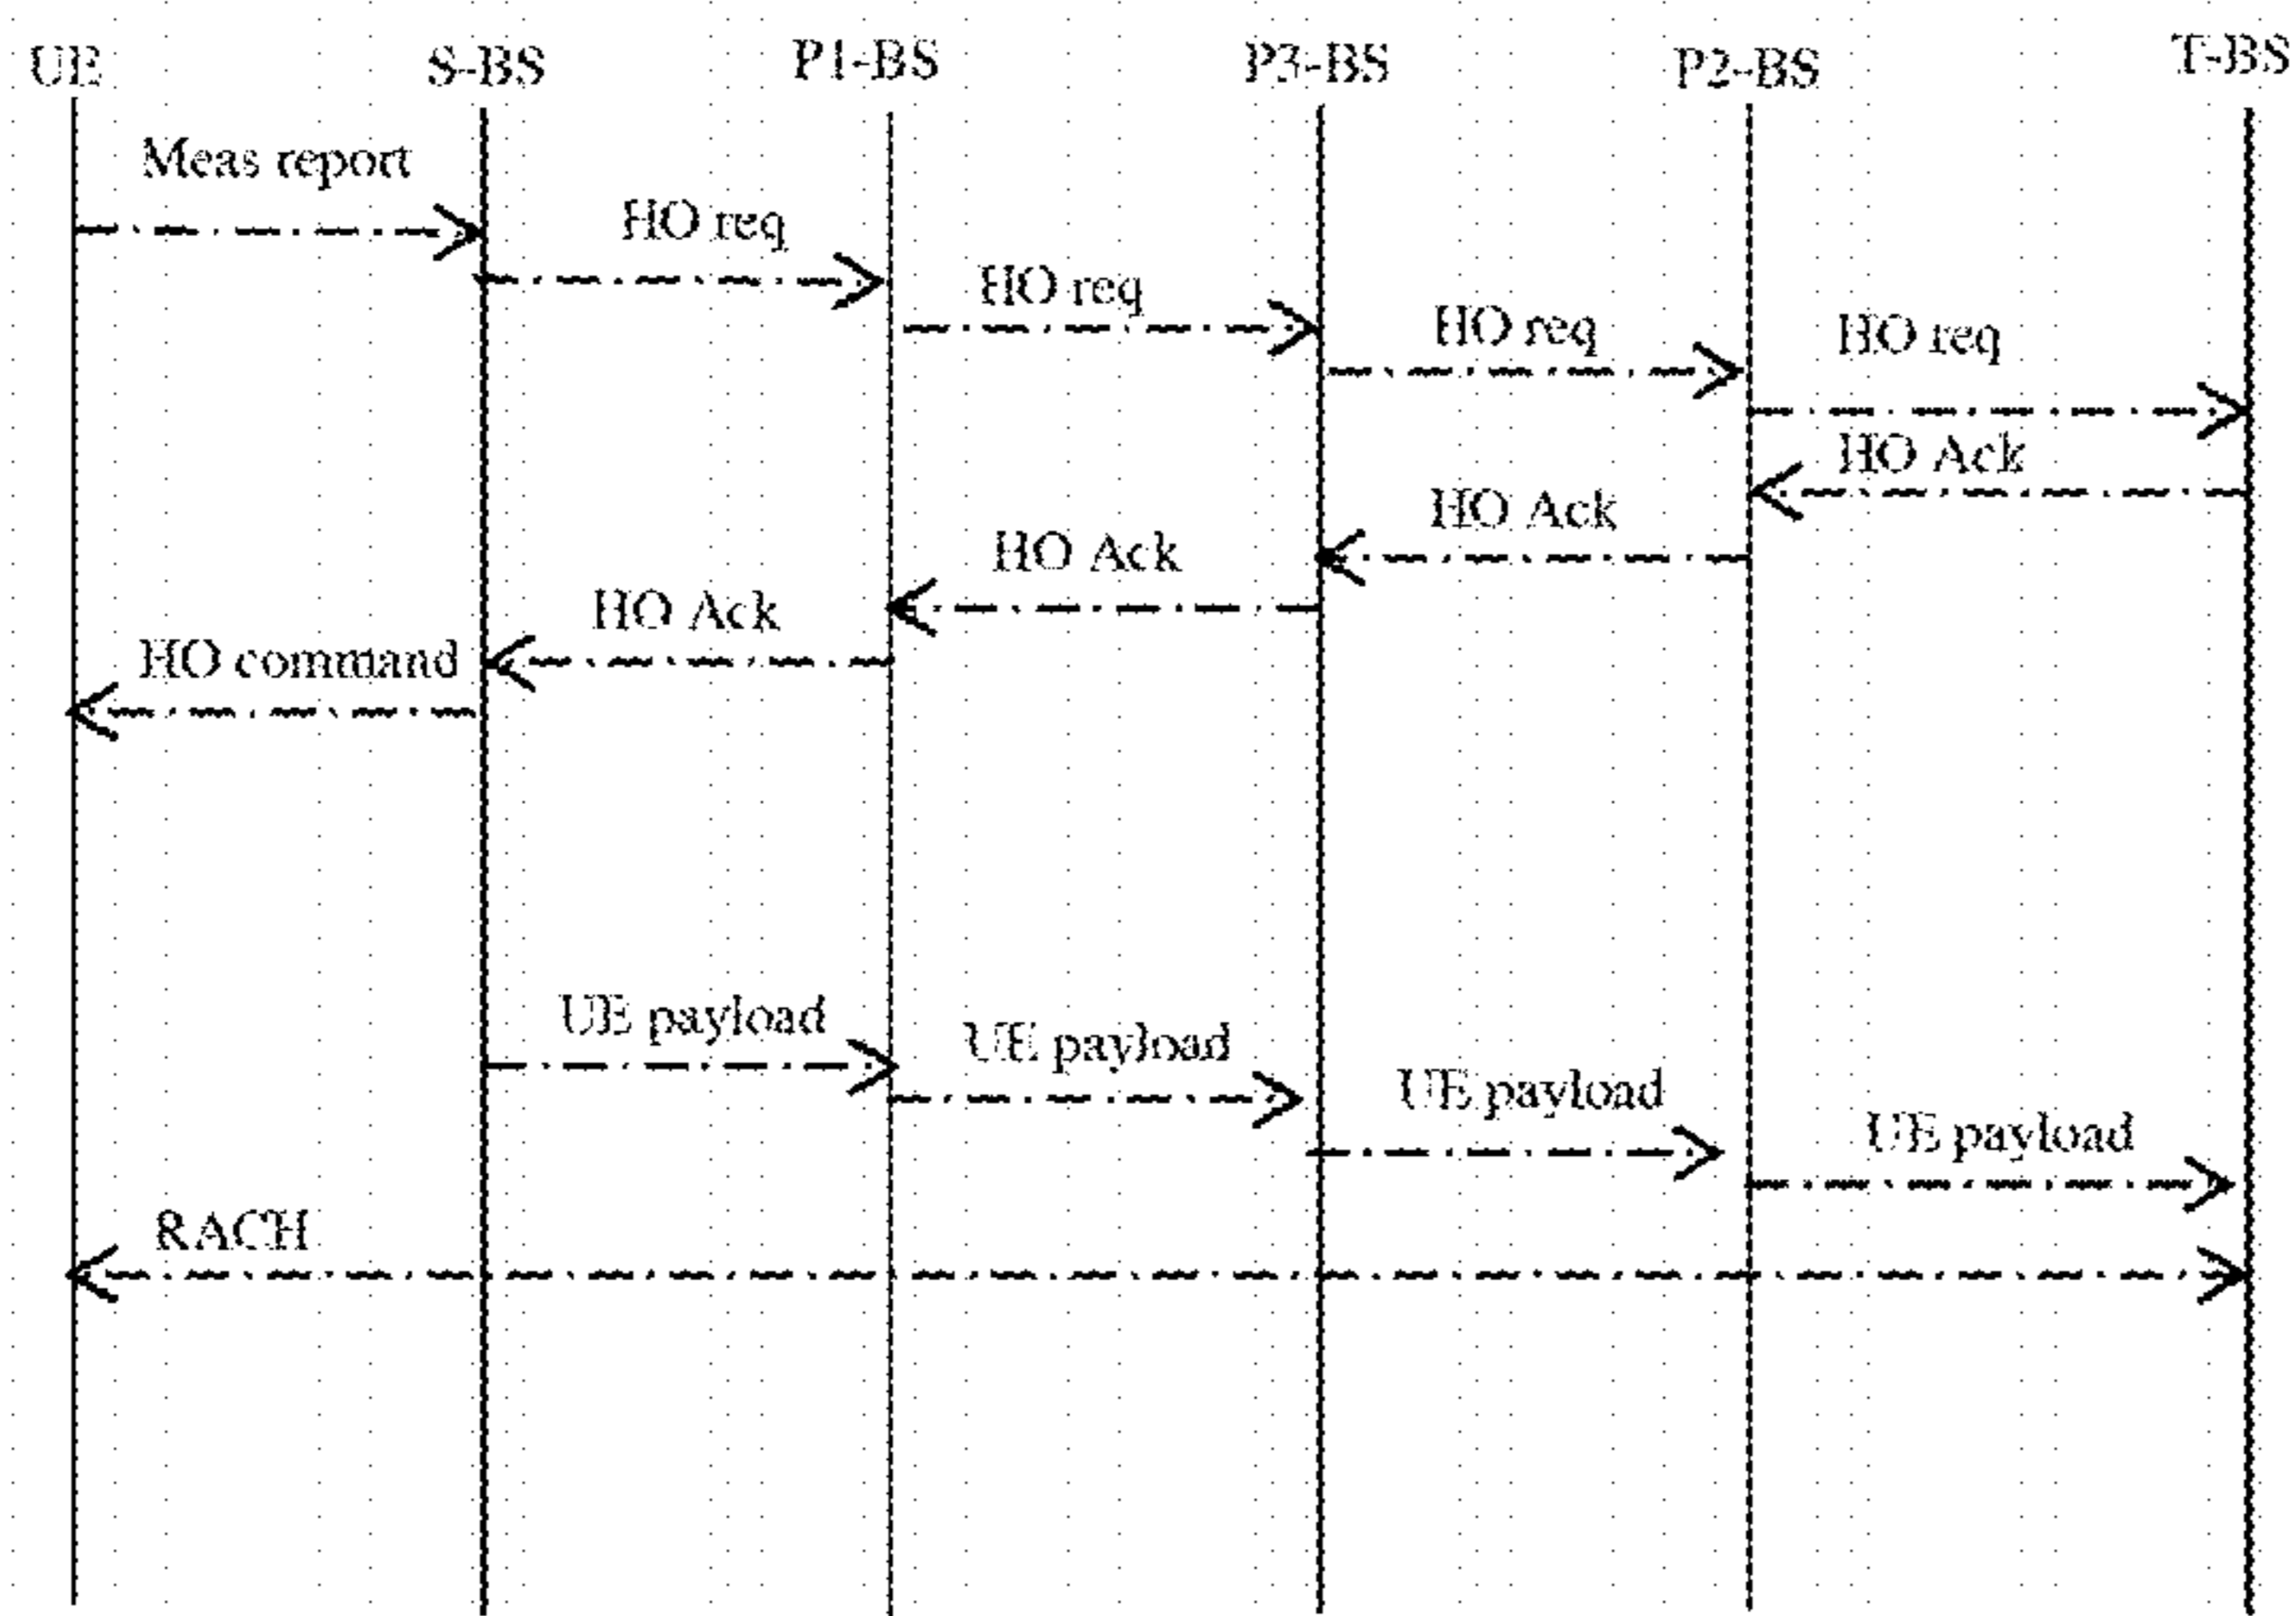 UE S-BS P1-BS P3-BS P2-BS T-BS
Meas report
HO req
HO req
HO req
HO req
HO Ack
HO Ack
HO Ack
HO Ack
HO command
UE payload
UE payload
UE payload
UE payload
RACH